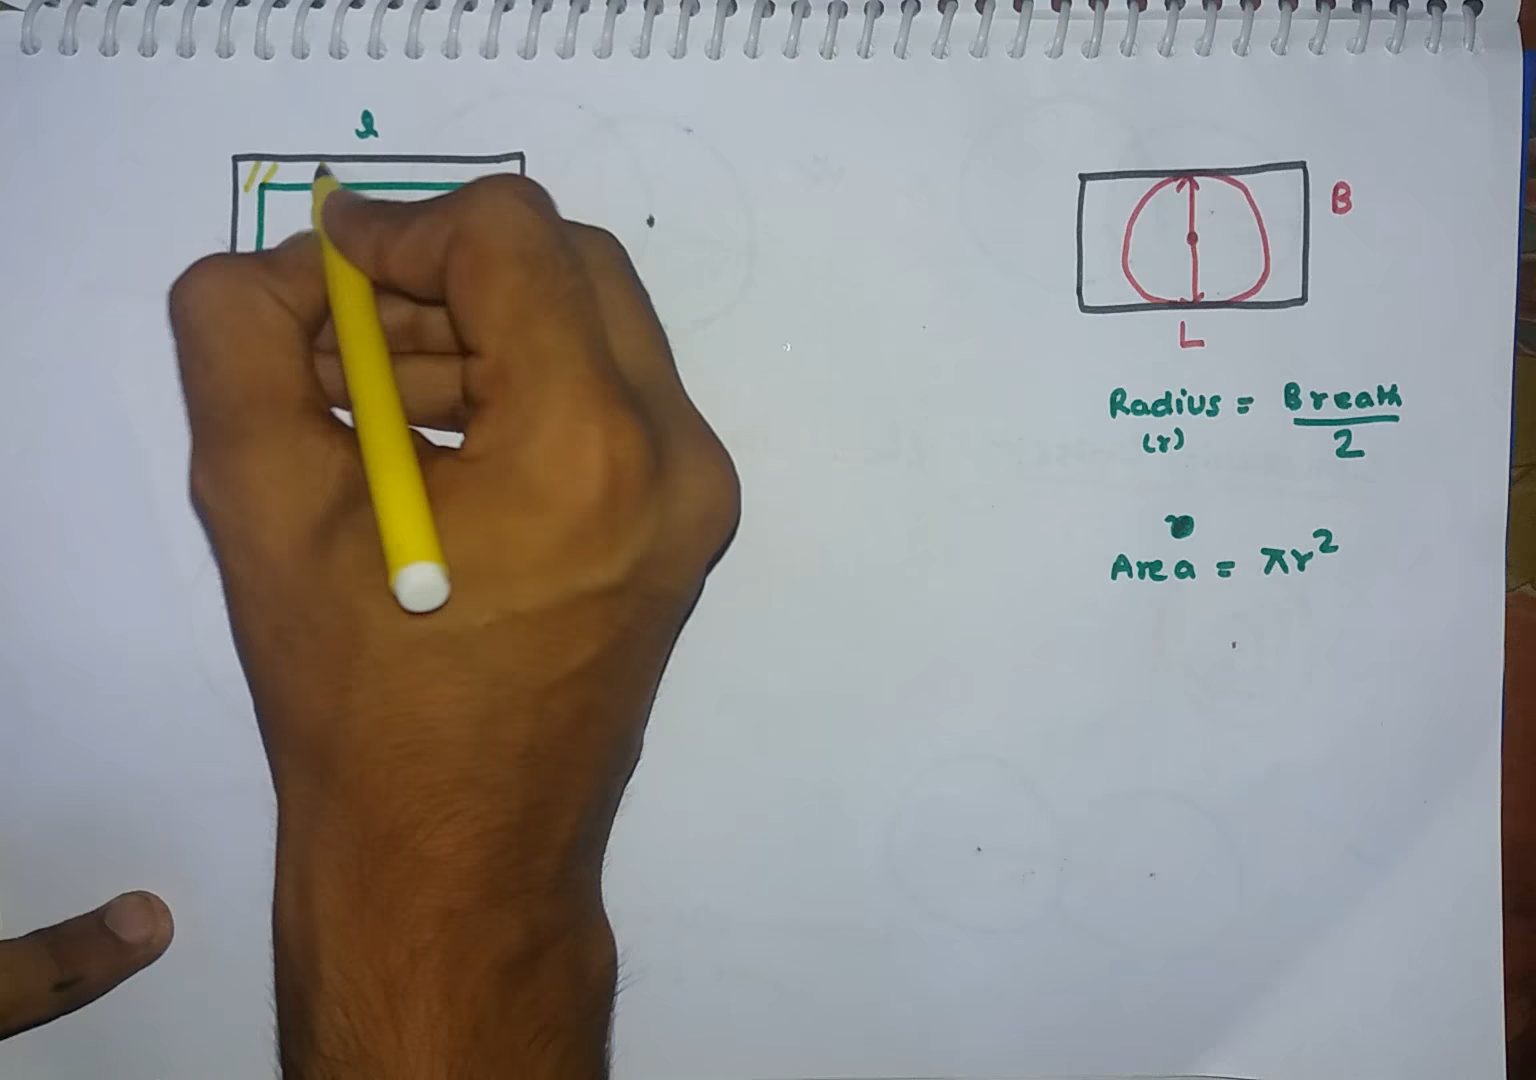 l
B
L
Radius = Breath/2
(r)
Area = πr²